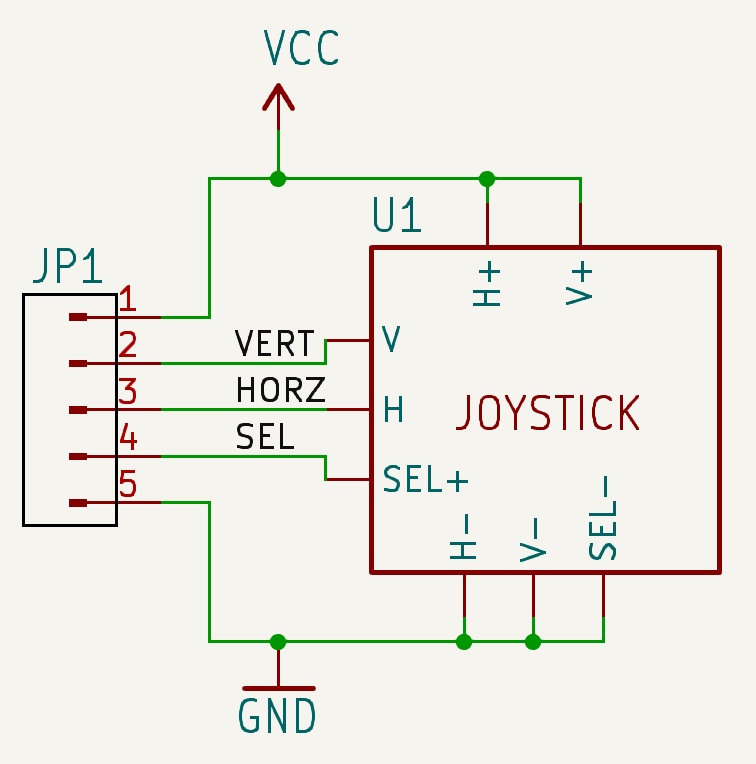 VCC
U1
JP1
H+
V+
1
2
VERT
V
3
HORZ
H
JOYSTICK
4
SEL
SEL+
5
H-
V-
SEL-
GND